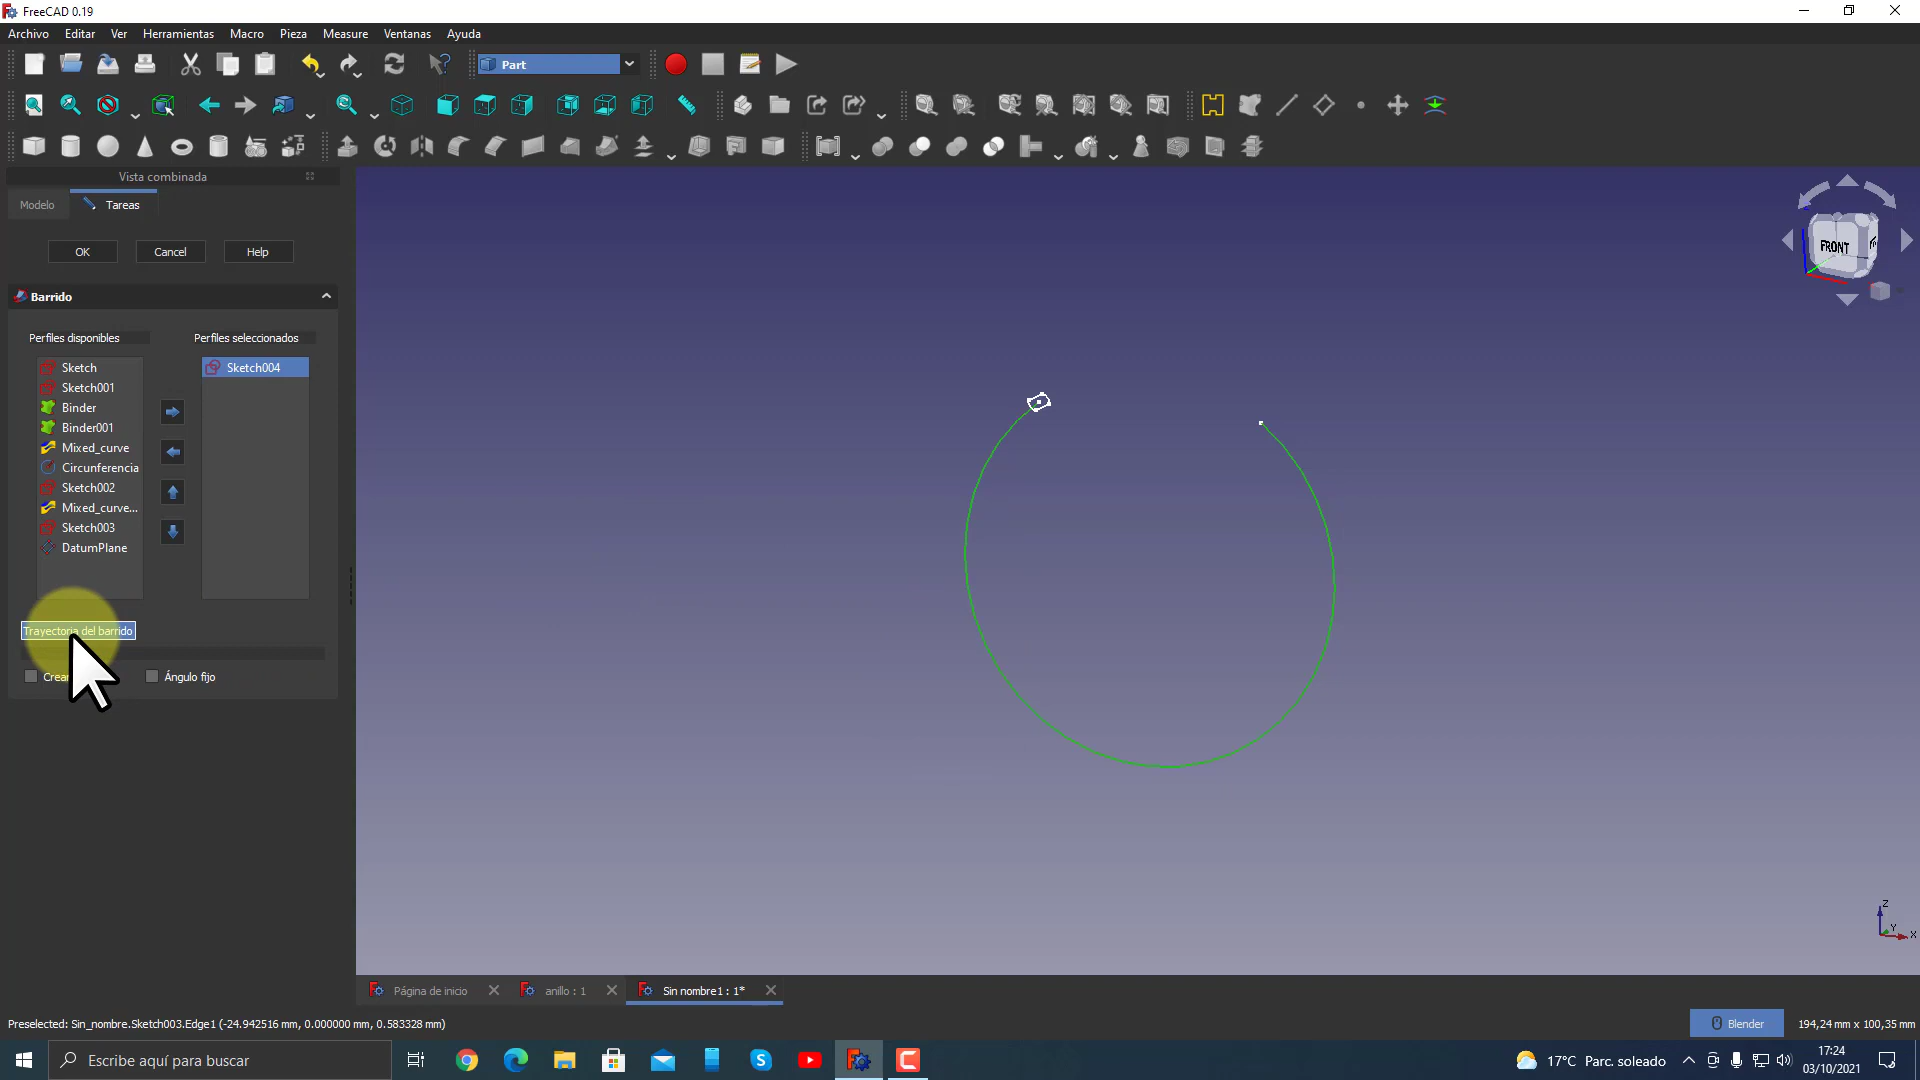 FreeCAD 0.19
Archivo Editar Ver Herramientas Macro Pieza Measure Ventanas Ayuda
Part
Vista combinada
Modelo Tareas
OK Cancel Help
Barrido
Perfiles disponibles Perfiles seleccionados
Sketch Sketch004
Sketch001
Binder
Binder001
Mixed_curve
Circunferencia
Sketch002
Mixed_curve...
Sketch003
DatumPlane
Trayectoria del barrido
Crear Ángulo fijo
FRONT
Z
Y
X
Página de inicio anillo : 1 Sin nombre1 : 1*
Preselected: Sin_nombre.Sketch003.Edge1 (-24.942516 mm, 0.000000 mm, 0.583328 mm)
Blender 194,24 mm x 100,35 mm
Escribe aquí para buscar
17°C Parc. soleado
17:24
03/10/2021